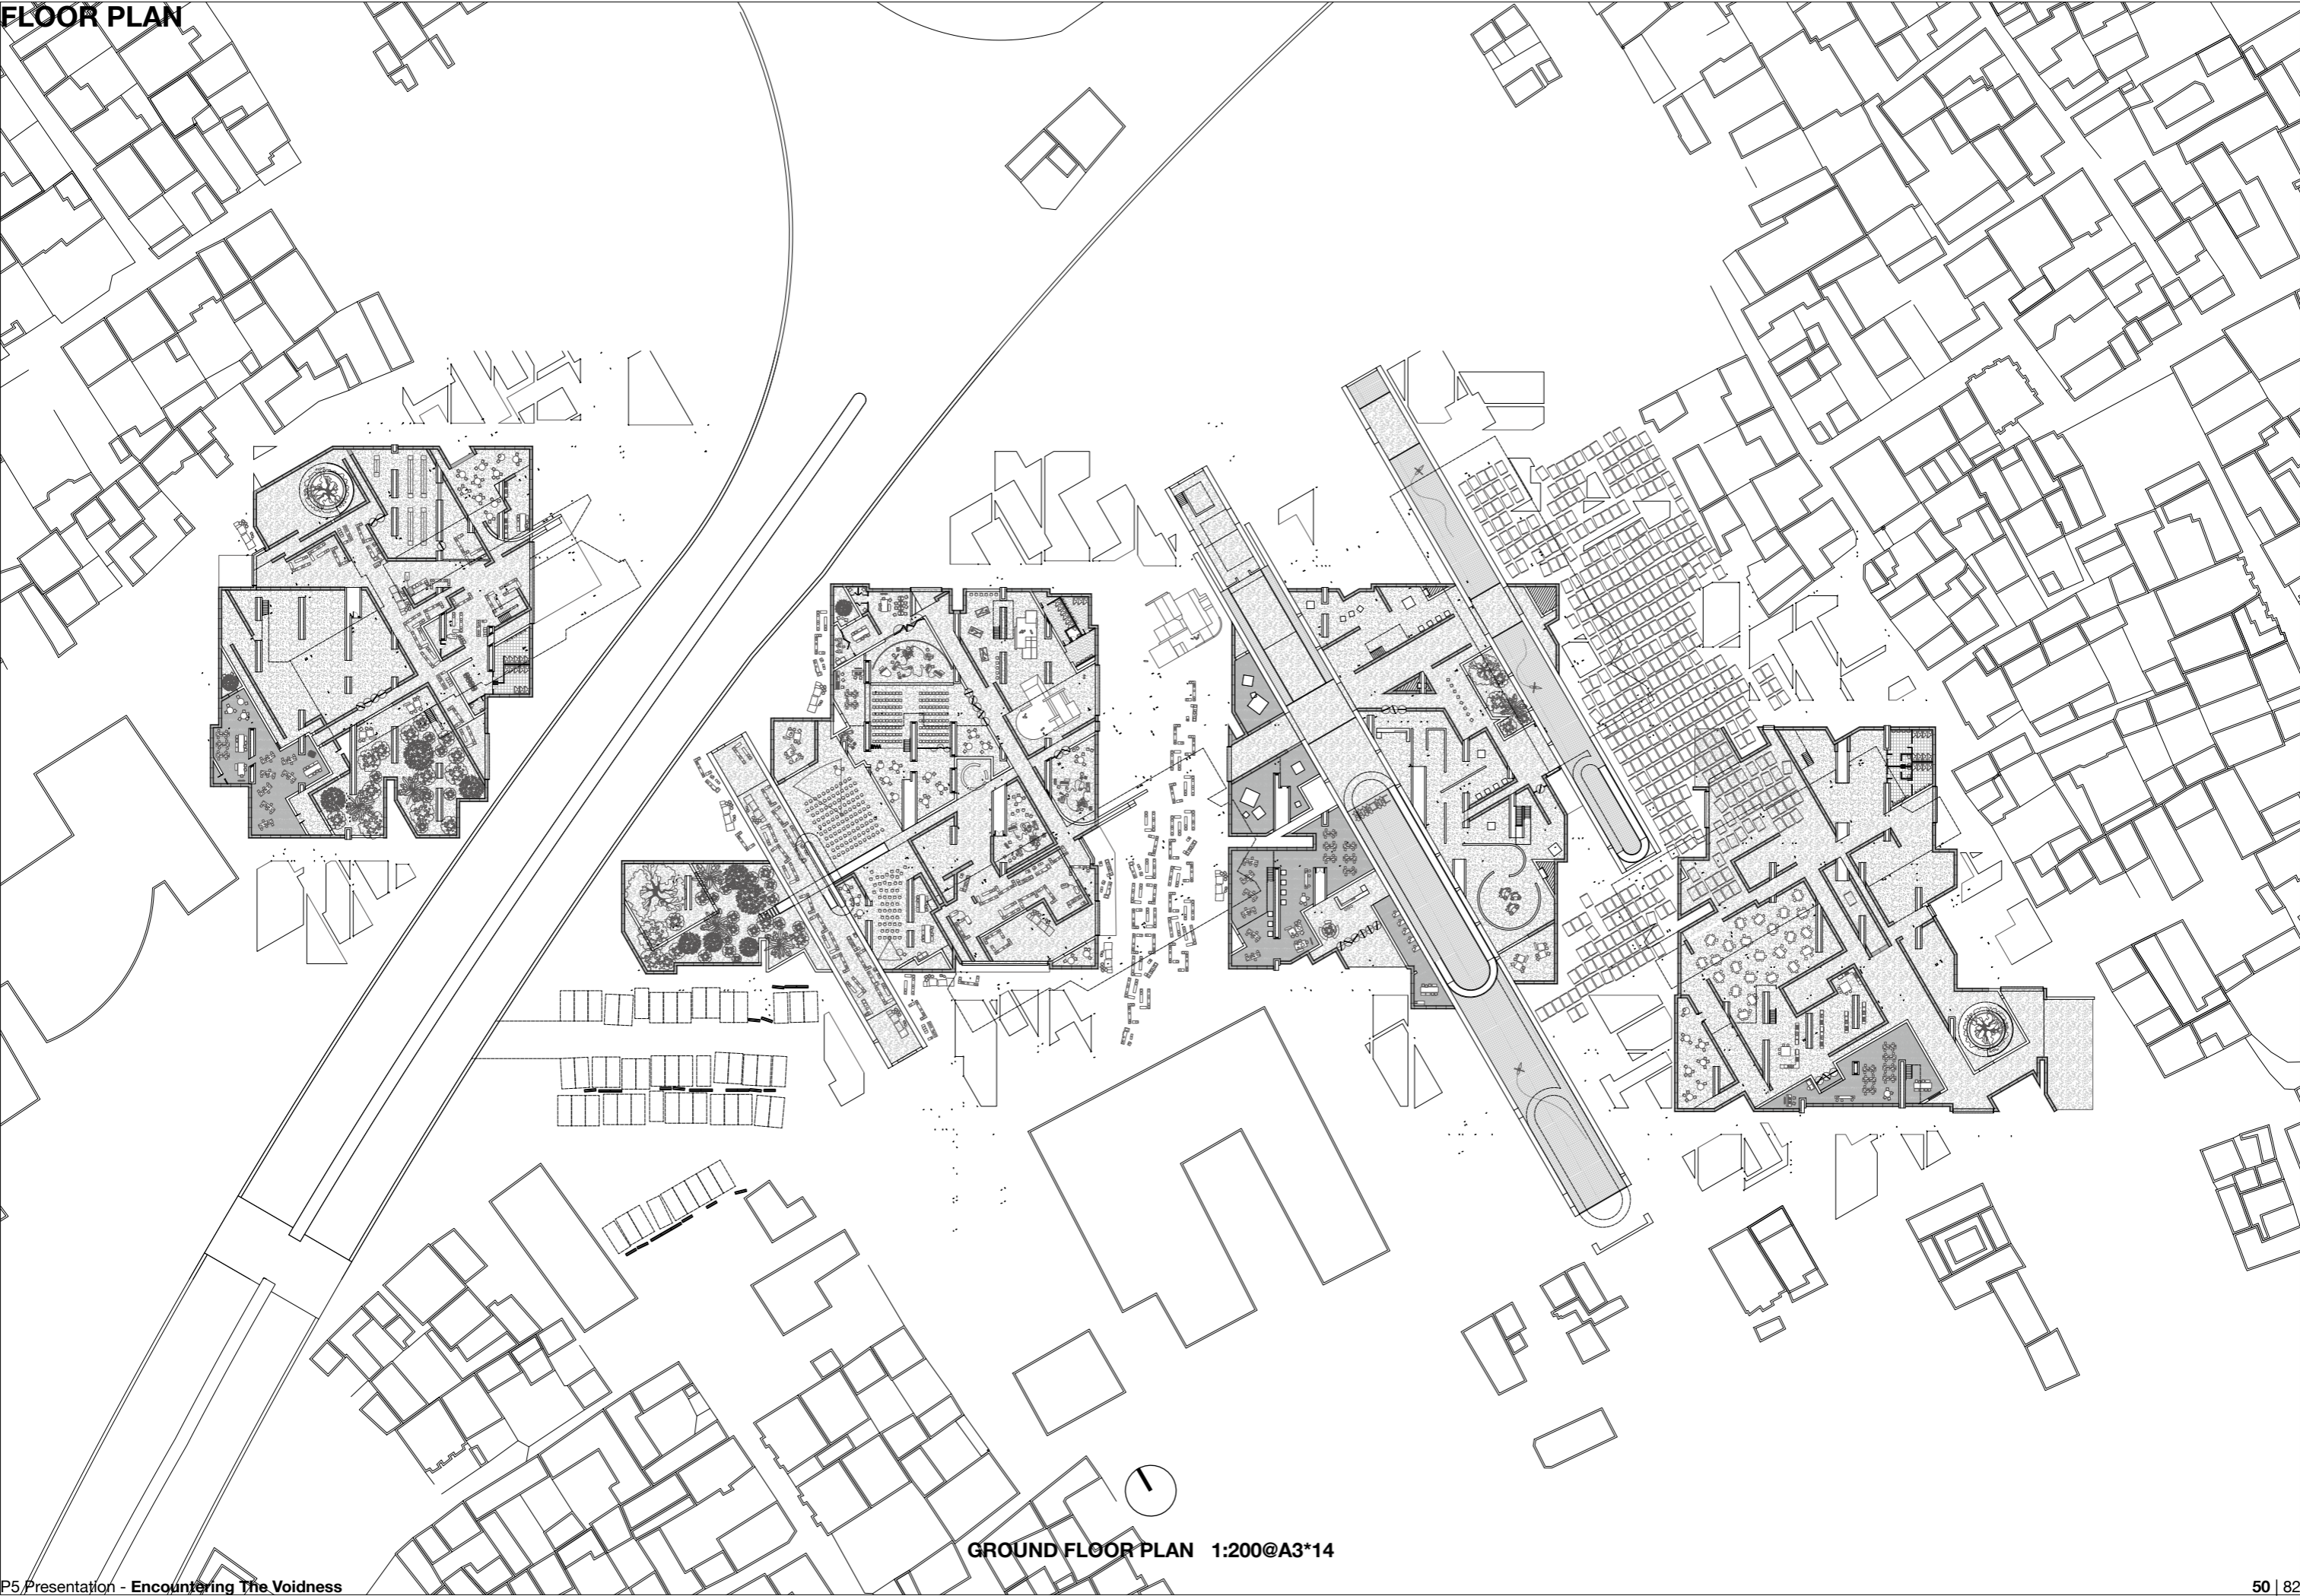 FLOOR PLAN
GROUND FLOOR PLAN 1:200@A3*14
P5 Presentation - Encountering The Voidness
50 | 82